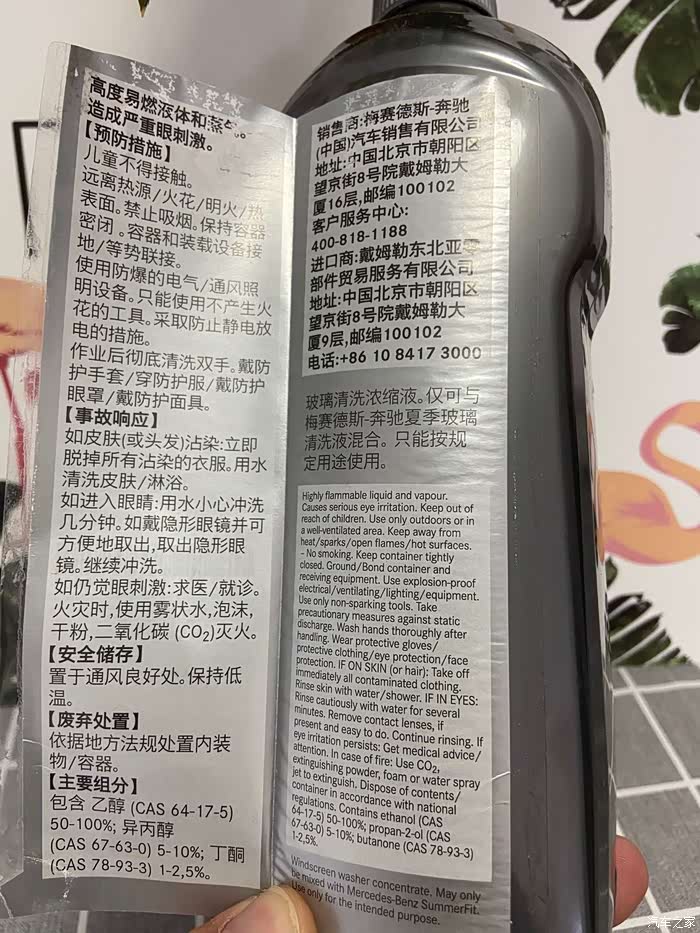 高度易燃液体和蒸气。
造成严重眼刺激。
【预防措施】
儿童不得接触。
远离热源/火花/明火/热
表面。禁止吸烟。保持容器
密闭。容器和装载设备接
地/等势联接。
使用防爆的电气/通风照
明设备。只能使用不产生火
花的工具。采取防止静电放
电的措施。
作业后彻底清洗双手。戴防
护手套/穿防护服/戴防护
眼罩/戴防护面具。
【事故响应】
如皮肤(或头发)沾染:立即
脱掉所有沾染的衣服。用水
清洗皮肤/淋浴。
如进入眼睛:用水小心冲洗
几分钟。如戴隐形眼镜并可
方便地取出,取出隐形眼
镜。继续冲洗。
如仍觉眼刺激:求医/就诊。
火灾时,使用雾状水,泡沫,
干粉,二氧化碳 (CO₂)灭火。
【安全储存】
置于通风良好处。保持低
温。
【废弃处置】
依据地方法规处置内装
物/容器。
【主要组分】
包含 乙醇 (CAS 64-17-5)
50-100%; 异丙醇
(CAS 67-63-0) 5-10%; 丁酮
(CAS 78-93-3) 1-2,5%。
销售商:梅赛德斯-奔驰
(中国)汽车销售有限公司
地址:中国北京市朝阳区
望京街8号院戴姆勒大
厦16层,邮编100102
客户服务中心:
400-818-1188
进口商:戴姆勒东北亚零
部件贸易服务有限公司
地址:中国北京市朝阳区
望京街8号院戴姆勒大
厦9层,邮编100102
电话:+86 10 8417 3000
玻璃清洗浓缩液。仅可与
梅赛德斯-奔驰夏季玻璃
清洗液混合。只能按规
定用途使用。
Highly flammable liquid and vapour.
Causes serious eye irritation. Keep out of
reach of children. Use only outdoors or in
a well-ventilated area. Keep away from
heat/sparks/open flames/hot surfaces.
- No smoking. Keep container tightly
closed. Ground/Bond container and
receiving equipment. Use explosion-proof
electrical/ventilating/lighting/equipment.
Use only non-sparking tools. Take
precautionary measures against static
discharge. Wash hands thoroughly after
handling. Wear protective gloves/
protective clothing/eye protection/face
protection. IF ON SKIN (or hair): Take off
immediately all contaminated clothing.
Rinse skin with water/shower. IF IN EYES:
Rinse cautiously with water for several
minutes. Remove contact lenses, if
present and easy to do. Continue rinsing. If
eye irritation persists: Get medical advice/
attention. In case of fire: Use CO₂,
extinguishing powder, foam or water spray
jet to extinguish. Dispose of contents/
container in accordance with national
regulations. Contains ethanol (CAS
64-17-5) 50-100%; propan-2-ol (CAS
67-63-0) 5-10%; butanone (CAS 78-93-3)
1-2,5%.
Windscreen washer concentrate. May only
be mixed with Mercedes-Benz SummerFit.
Use only for the intended purpose.
汽车之家